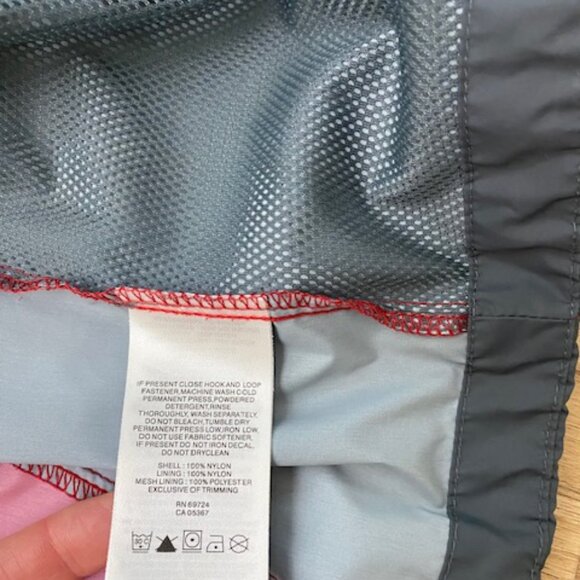 IF PRESENT CLOSE HOOK AND LOOP
FASTENER, MACHINE WASH COLD
PERMANENT PRESS, POWDERED
DETERGENT, RINSE
THOROUGHLY, WASH SEPARATELY,
DO NOT BLEACH, TUMBLE DRY
PERMANENT PRESS LOW, IRON LOW,
DO NOT USE FABRIC SOFTENER,
IF PRESENT DO NOT IRON DECAL,
DO NOT DRYCLEAN
SHELL : 100% NYLON
LINING : 100% NYLON
MESH LINING : 100% POLYESTER
EXCLUSIVE OF TRIMMING
RN 69724
CA 05367